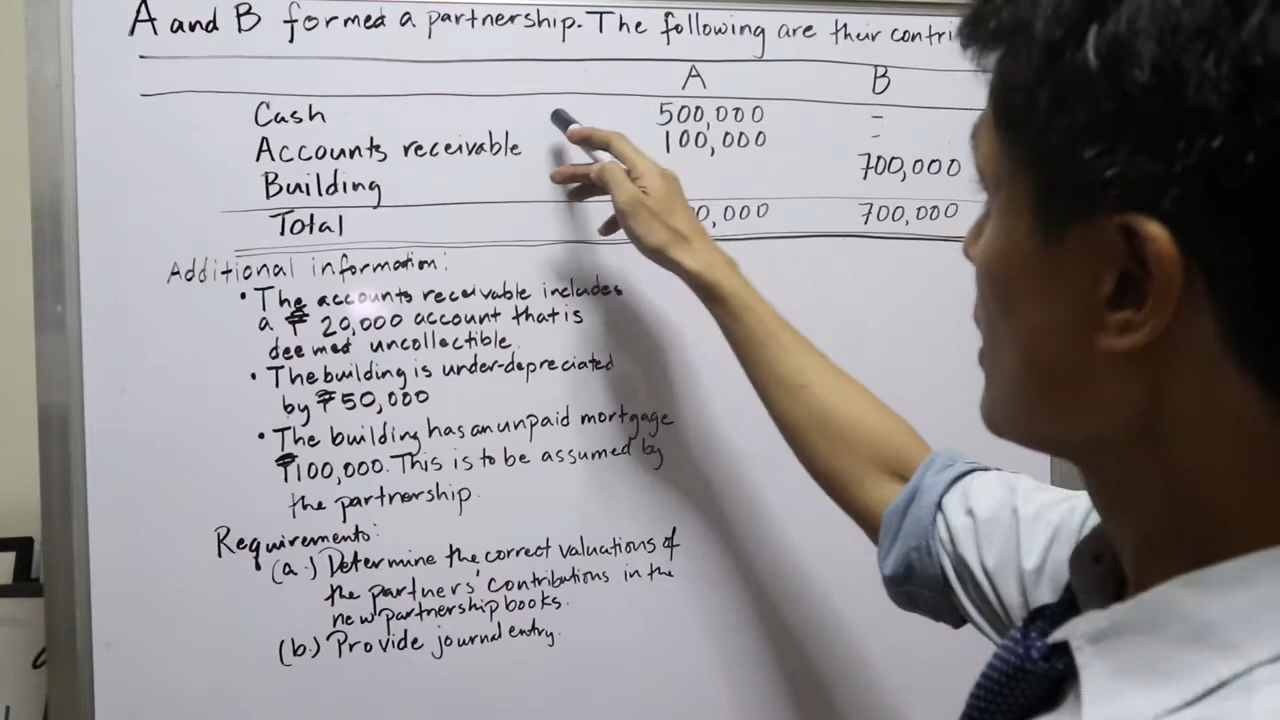 A and B formed a partnership. The following are their
A B
Cash 500,000 -
Accounts receivable 100,000 -
Building 700,000
Total 0,000 700,000
Additional information:
• The accounts receivable includes
a ₱ 20,000 account that is
deemed uncollectible.
• The building is under-depreciated
by ₱50,000
• The building has an unpaid mortgage
₱100,000. This is to be assumed by
the partnership.
Requirements:
(a.) Determine the correct valuations of
the partners' contributions in the
new partnership books.
(b.) Provide journal entry.